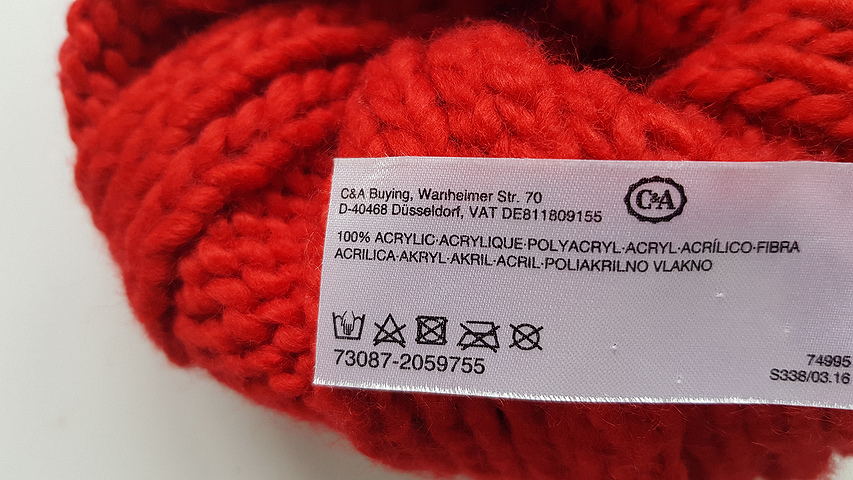 C&A Buying, Wanheimer Str. 70
D-40468 Düsseldorf, VAT DE811809155
C&A
100% ACRYLIC·ACRYLIQUE·POLYACRYL·ACRYL·ACRÍLICO·FIBRA
ACRILICA·AKRYL·AKRIL·ACRIL·POLIAKRILNO VLAKNO
73087-2059755
74995
S338/03.16